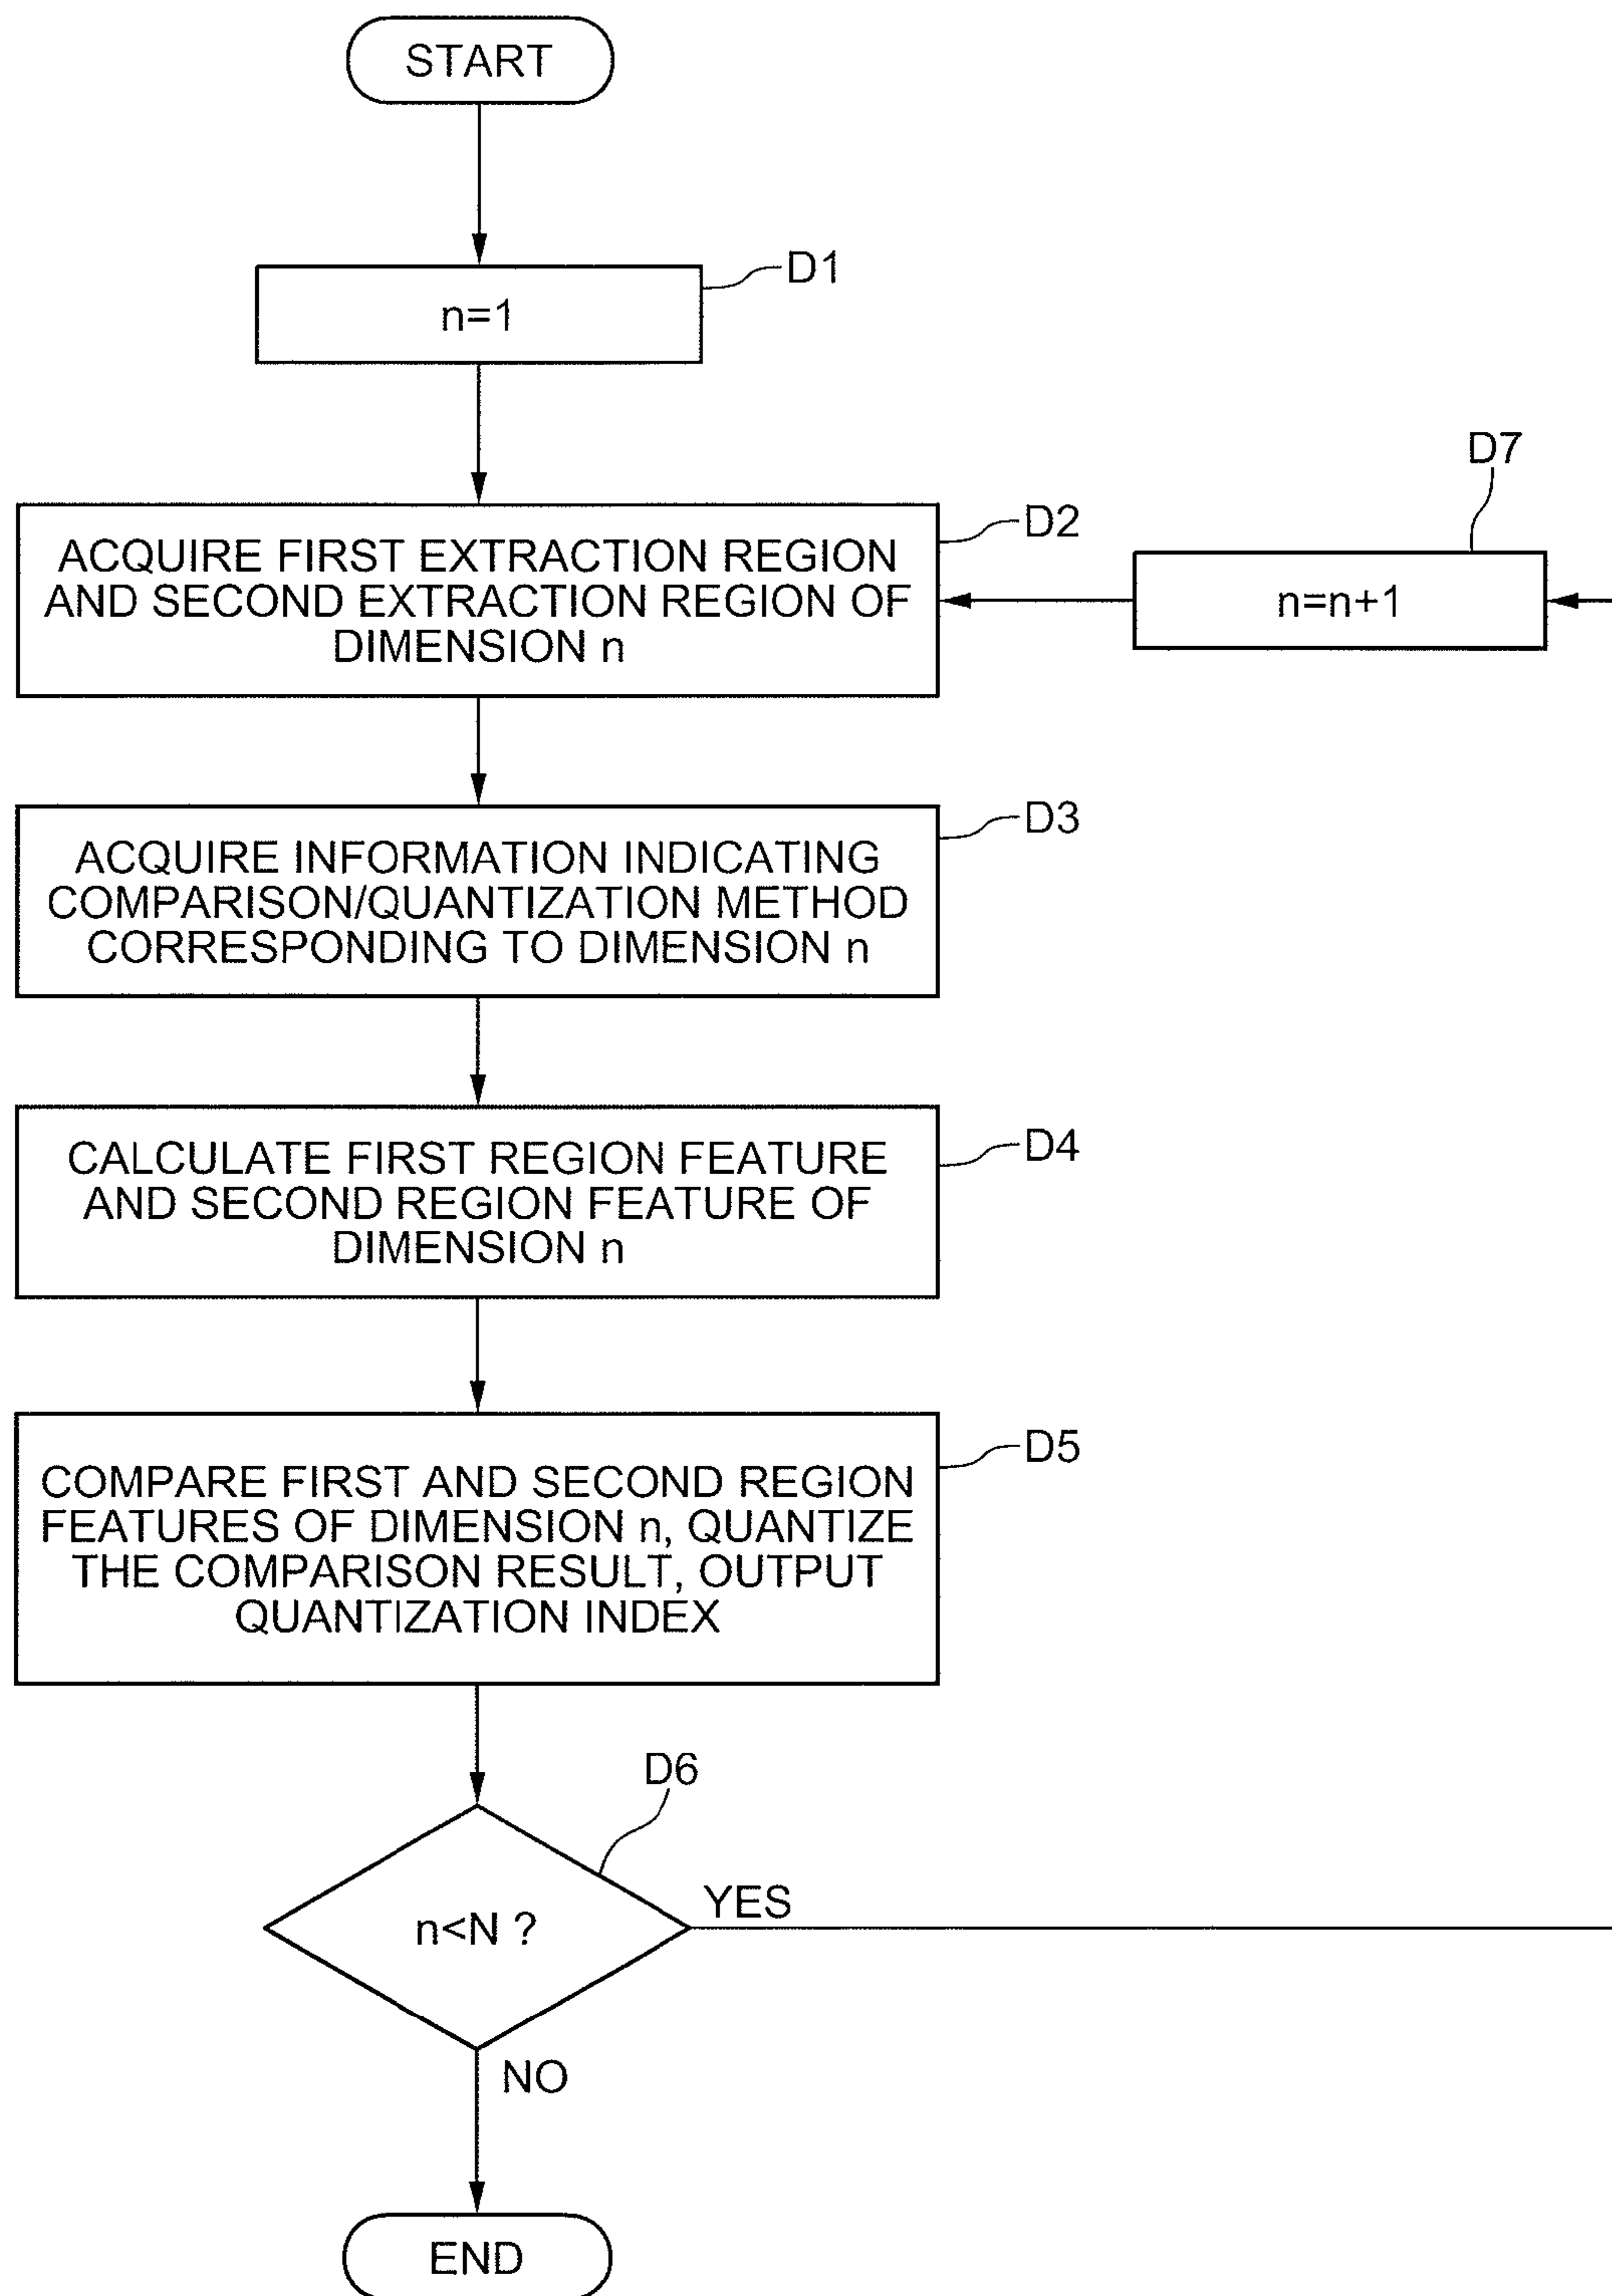 START
D1
n=1
D7
D2
ACQUIRE FIRST EXTRACTION REGION
AND SECOND EXTRACTION REGION OF
DIMENSION n
n=n+1
D3
ACQUIRE INFORMATION INDICATING
COMPARISON/QUANTIZATION METHOD
CORRESPONDING TO DIMENSION n
D4
CALCULATE FIRST REGION FEATURE
AND SECOND REGION FEATURE OF
DIMENSION n
D5
COMPARE FIRST AND SECOND REGION
FEATURES OF DIMENSION n, QUANTIZE
THE COMPARISON RESULT, OUTPUT
QUANTIZATION INDEX
D6
n<N ?
YES
NO
END